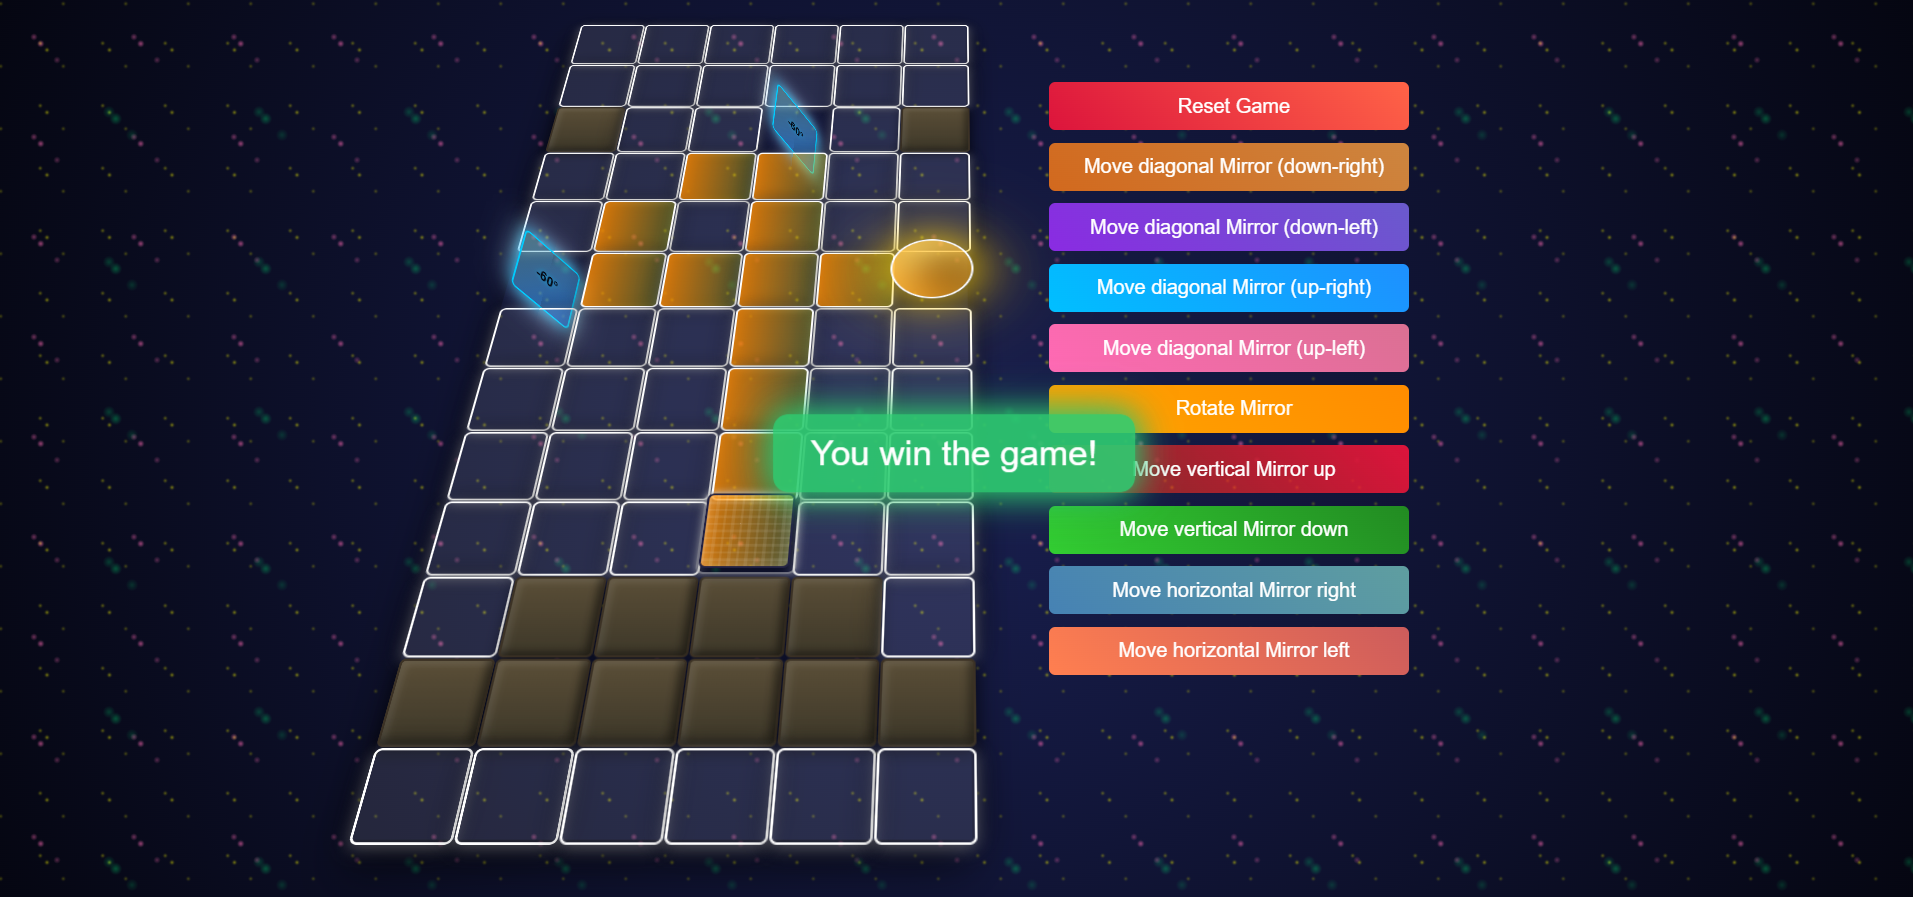 Reset Game
Move diagonal Mirror (down-right)
Move diagonal Mirror (down-left)
Move diagonal Mirror (up-right)
Move diagonal Mirror (up-left)
Rotate Mirror
You win the game!
Move vertical Mirror up
Move vertical Mirror down
Move horizontal Mirror right
Move horizontal Mirror left
-60°